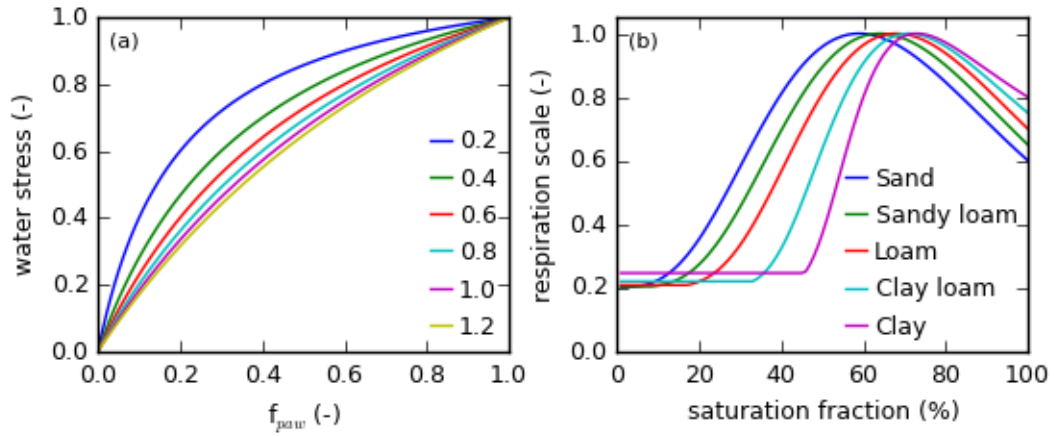 (a)
water stress (-)
1.0
0.8
0.6
0.4
0.2
0.0
0.0 0.2 0.4 0.6 0.8 1.0
f_paw (-)
0.2
0.4
0.6
0.8
1.0
1.2
(b)
respiration scale (-)
1.0
0.8
0.6
0.4
0.2
0.0
0 20 40 60 80 100
saturation fraction (%)
Sand
Sandy loam
Loam
Clay loam
Clay